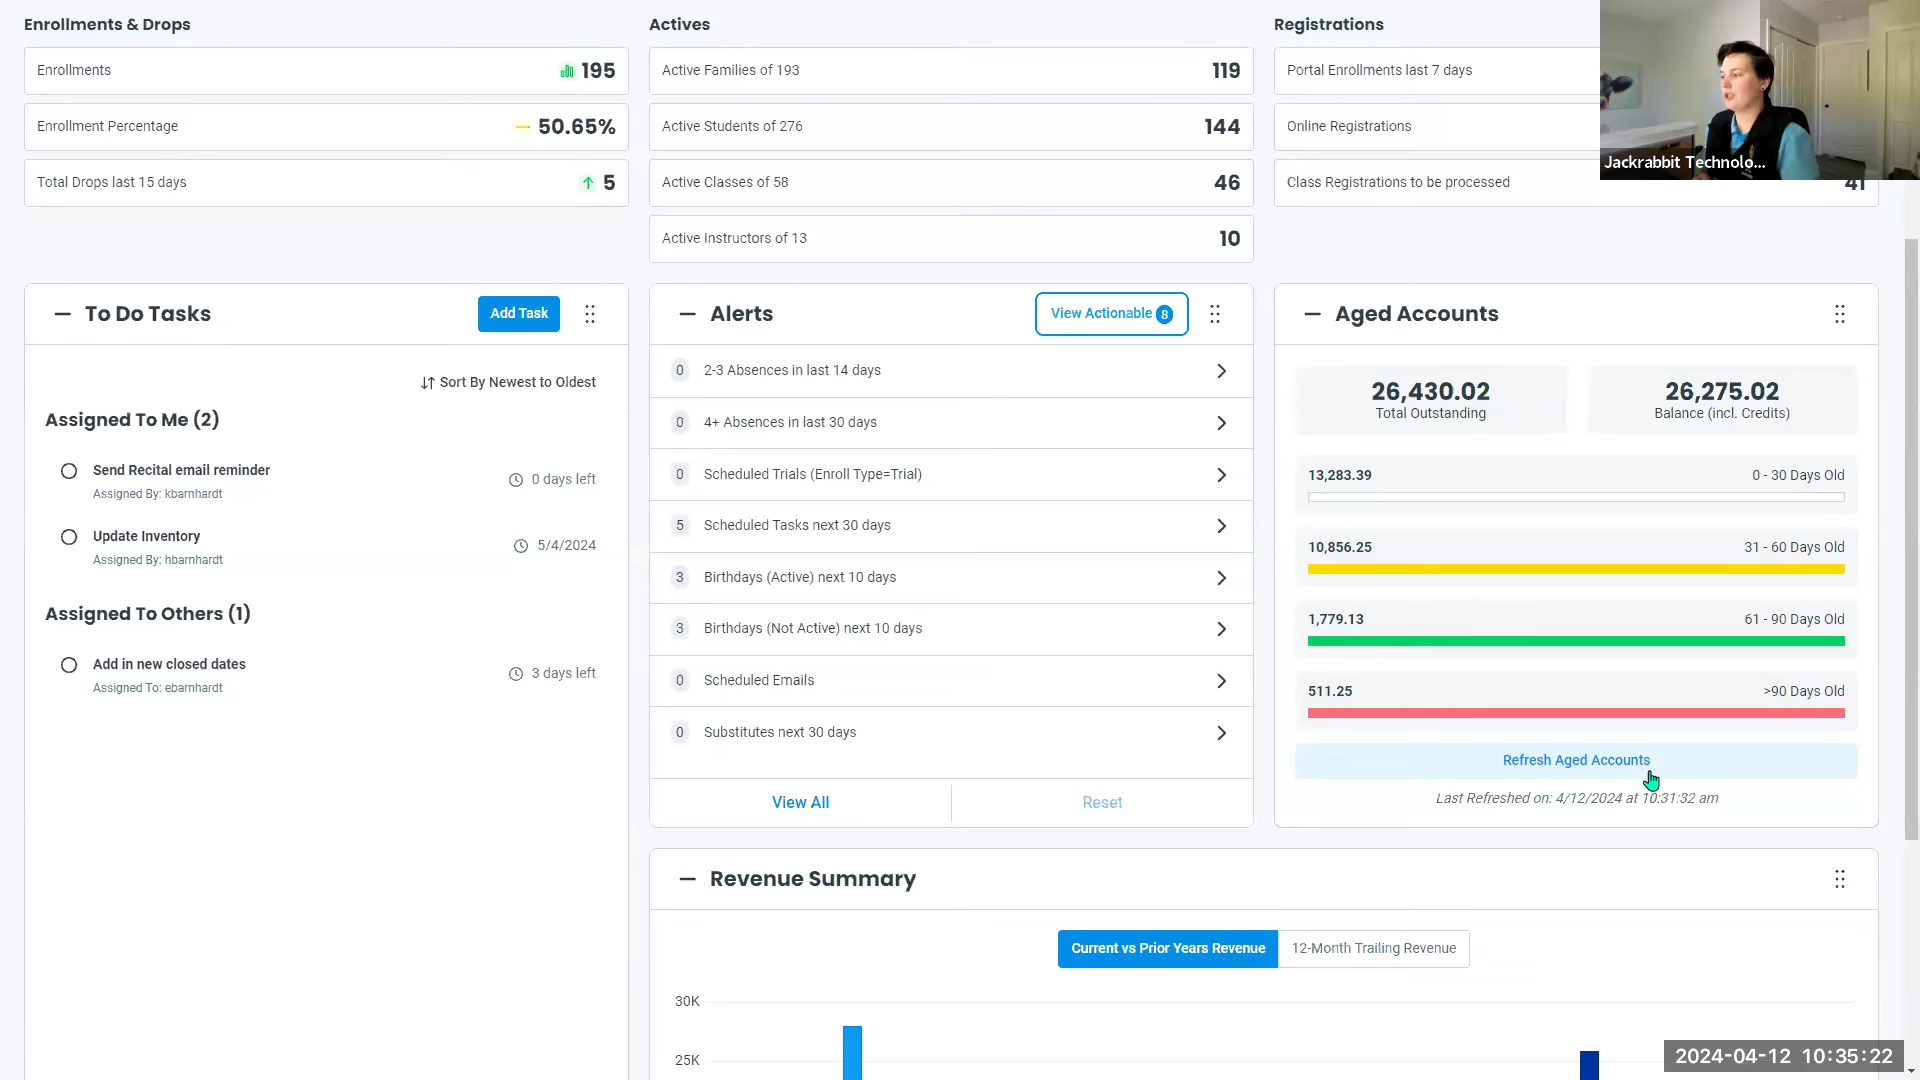 Enrollments & Drops
Enrollments 195
Enrollment Percentage 50.65%
Total Drops last 15 days 5
Actives
Active Families of 193 119
Active Students of 276 144
Active Classes of 58 46
Active Instructors of 13 10
Registrations
Portal Enrollments last 7 days
Online Registrations
Class Registrations to be processed 41
Jackrabbit Technolo...
To Do Tasks
Add Task
Sort By Newest to Oldest
Assigned To Me (2)
Send Recital email reminder
Assigned By: kbarnhardt
0 days left
Update Inventory
Assigned By: hbarnhardt
5/4/2024
Assigned To Others (1)
Add in new closed dates
Assigned To: ebarnhardt
3 days left
Alerts
View Actionable 8
0 2-3 Absences in last 14 days
0 4+ Absences in last 30 days
0 Scheduled Trials (Enroll Type=Trial)
5 Scheduled Tasks next 30 days
3 Birthdays (Active) next 10 days
3 Birthdays (Not Active) next 10 days
0 Scheduled Emails
0 Substitutes next 30 days
View All
Reset
Aged Accounts
26,430.02
Total Outstanding
26,275.02
Balance (incl. Credits)
13,283.39 0 - 30 Days Old
10,856.25 31 - 60 Days Old
1,779.13 61 - 90 Days Old
511.25 >90 Days Old
Refresh Aged Accounts
Last Refreshed on: 4/12/2024 at 10:31:32 am
Revenue Summary
Current vs Prior Years Revenue
12-Month Trailing Revenue
30K
25K
2024-04-12 10:35:22